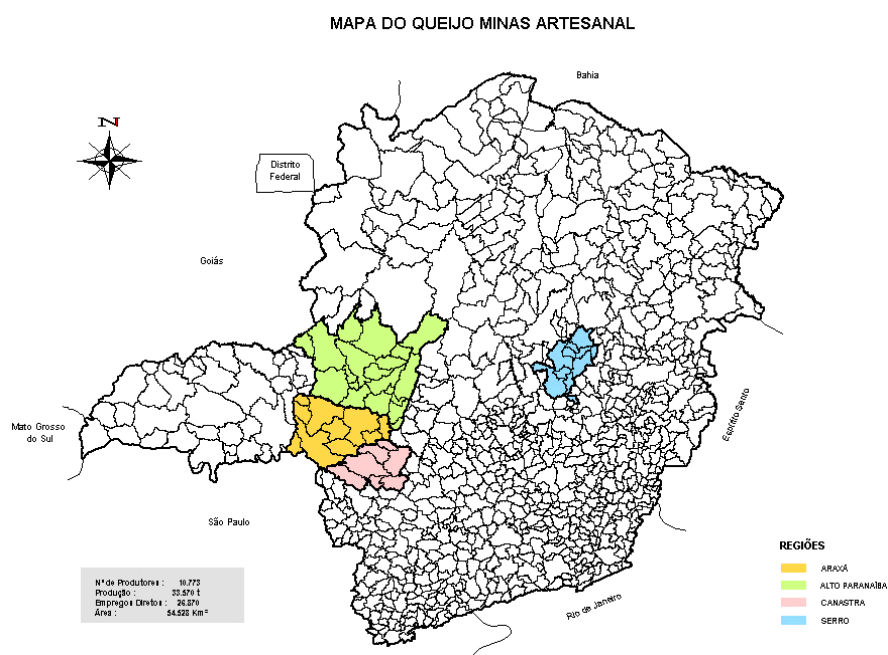 MAPA DO QUEIJO MINAS ARTESANAL
Bahia
N
Distrito
Federal
Goiás
Mato Grosso
do Sul
Espírito Santo
São Paulo
Rio de Janeiro
REGIÕES
ARAXÁ
ALTO PARANAÍBA
CANASTRA
SERRO
Nº de Produtores : 10.773
Produção : 33.570 t
Empregos Diretos : 26.870
Área : 54.528 Km²